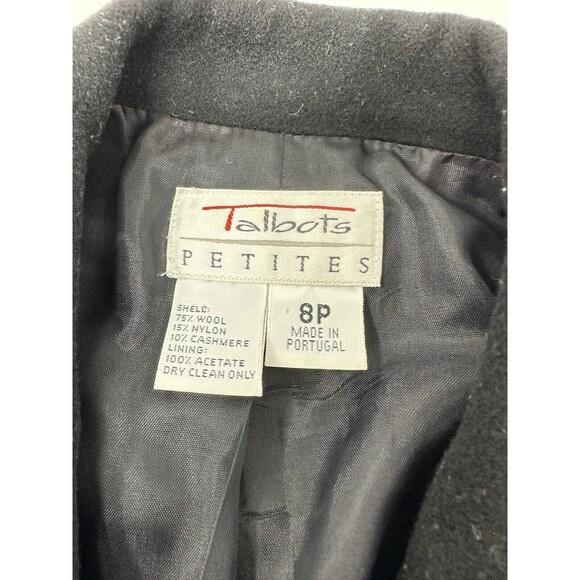 Talbots
PETITES
SHELL:
75% WOOL
15% NYLON
10% CASHMERE
LINING:
100% ACETATE
DRY CLEAN ONLY
8P
MADE IN
PORTUGAL